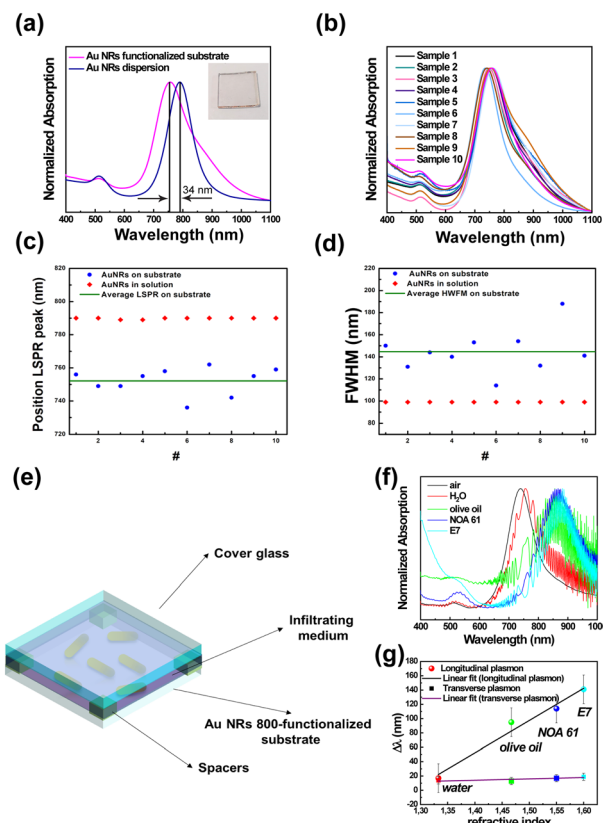 (a)
Au NRs functionalized substrate
Au NRs dispersion
Normalized Absorption
34 nm
400 500 600 700 800 900 1000 1100
Wavelength (nm)
(b)
Sample 1
Sample 2
Sample 3
Sample 4
Sample 5
Sample 6
Sample 7
Sample 8
Sample 9
Sample 10
Normalized Absorption
400 500 600 700 800 900 1000 1100
Wavelength (nm)
(c)
AuNRs on substrate
AuNRs in solution
Average LSPR on substrate
Position LSPR peak (nm)
820
800
780
760
740
720
2 4 6 8 10
#
(d)
AuNRs on substrate
AuNRs in solution
Average HWFM on substrate
FWHM (nm)
220
200
180
160
140
120
100
80
2 4 6 8 10
#
(e)
Cover glass
Infiltrating
medium
Au NRs 800-functionalized
substrate
Spacers
(f)
air
H₂O
olive oil
NOA 61
E7
Normalized Absorption
400 500 600 700 800 900 1000
Wavelength (nm)
(g)
Longitudinal plasmon
Linear fit (longitudinal plasmon)
Transverse plasmon
Linear fit (transverse plasmon)
Δλ (nm)
180
160
140
120
100
80
60
40
20
0
E7
NOA 61
olive oil
water
1,30 1,35 1,40 1,45 1,50 1,55 1,60
refractive index